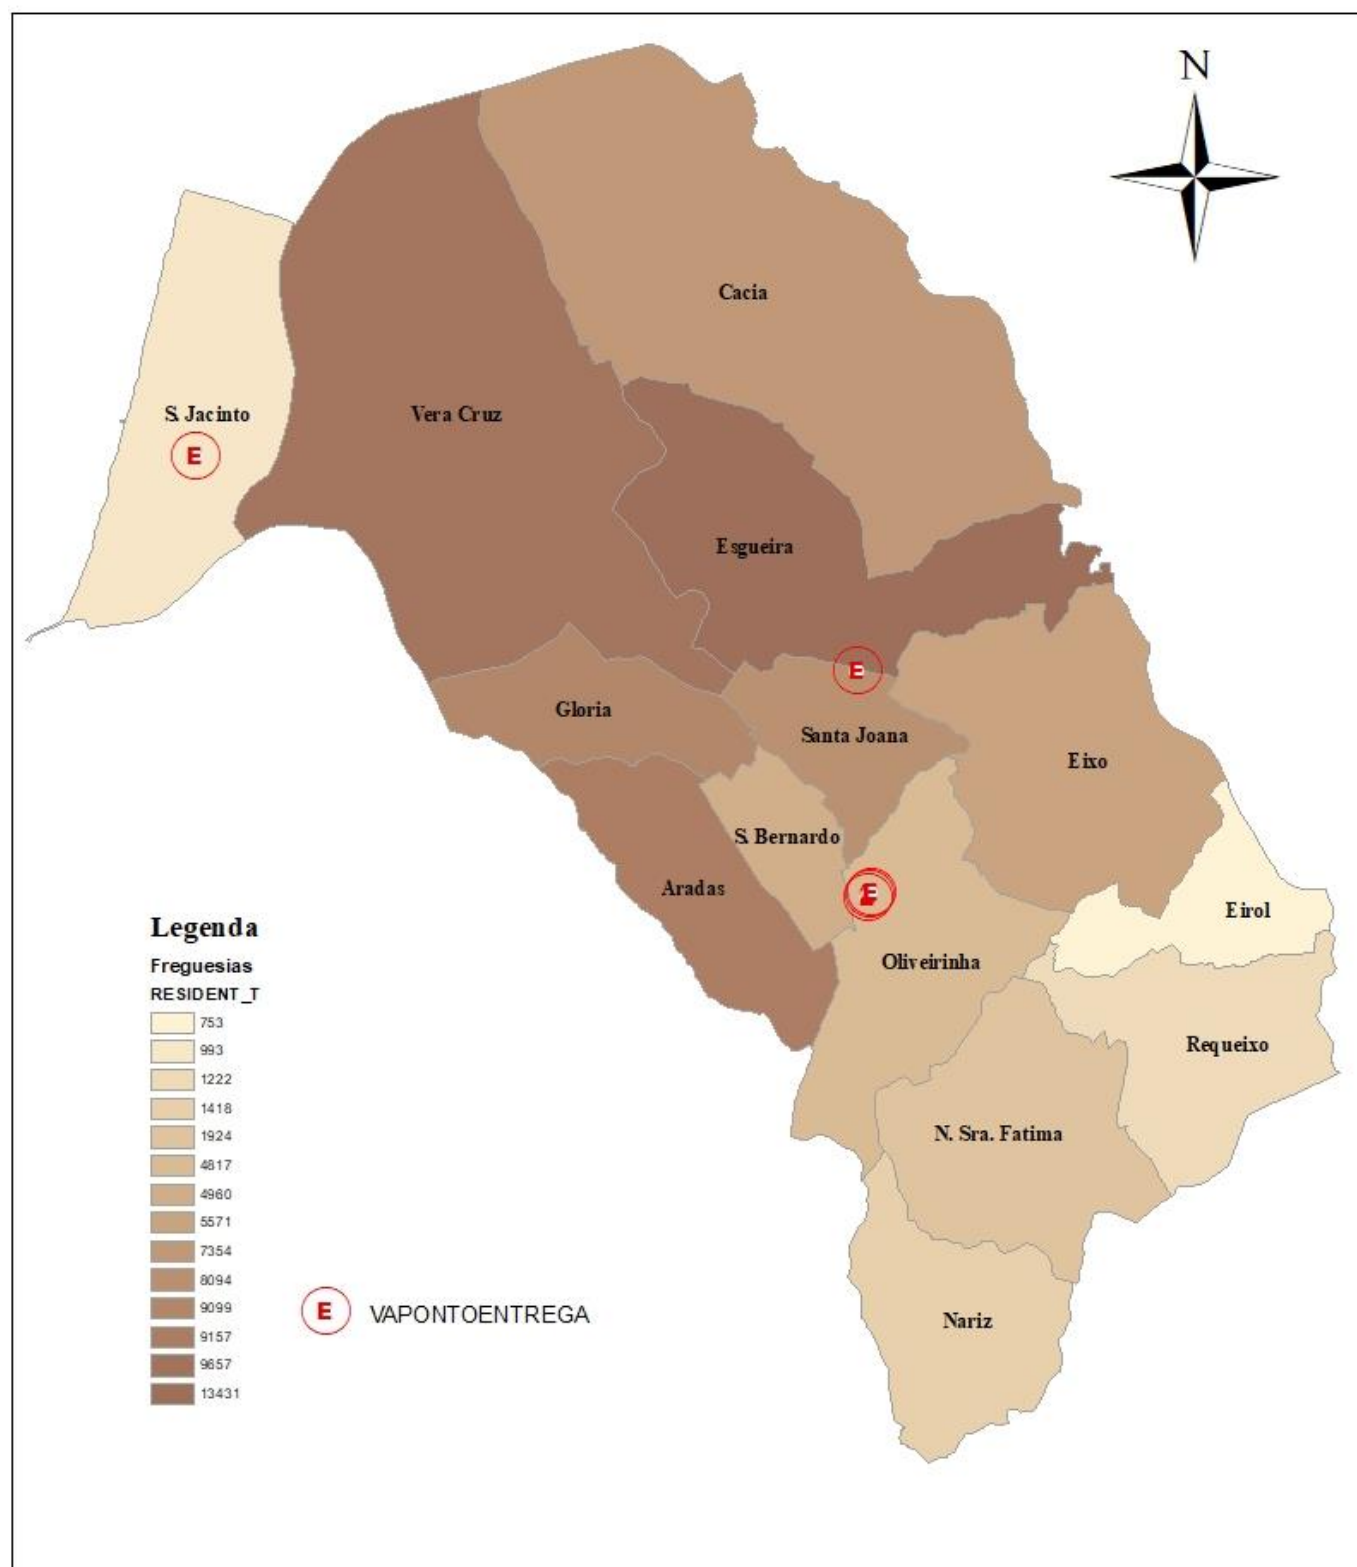 N
Cacia
S. Jacinto
Vera Cruz
E
Esgueira
E
Gloria
Santa Joana
Eixo
S. Bernardo
Aradas
E
Eirol
Oliveirinha
Requeixo
N. Sra. Fatima
Nariz
Legenda
Freguesias
RESIDENT_T
753
993
1222
1418
1924
4817
4960
5571
7354
8094
9099
9157
9657
13431
E VAPONTOENTREGA